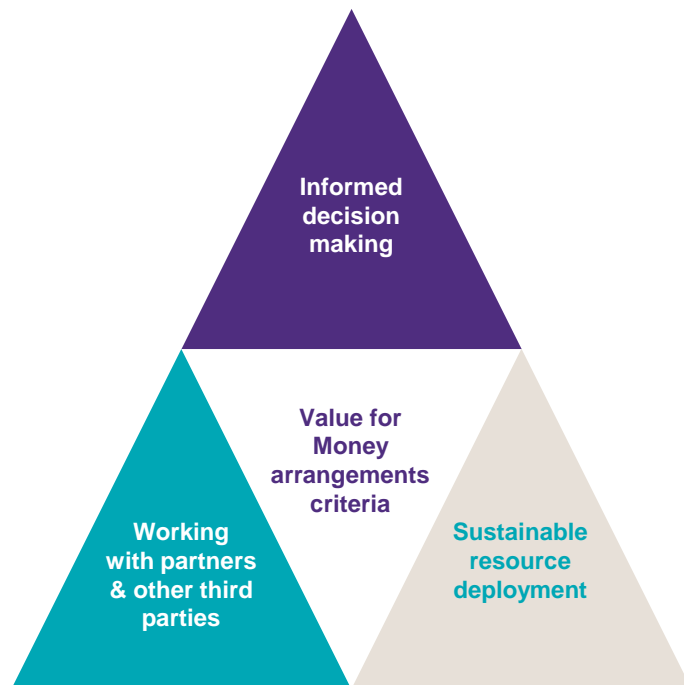 Informed
decision
making
Value for
Money
arrangements
criteria
Working
with partners
& other third
parties
Sustainable
resource
deployment